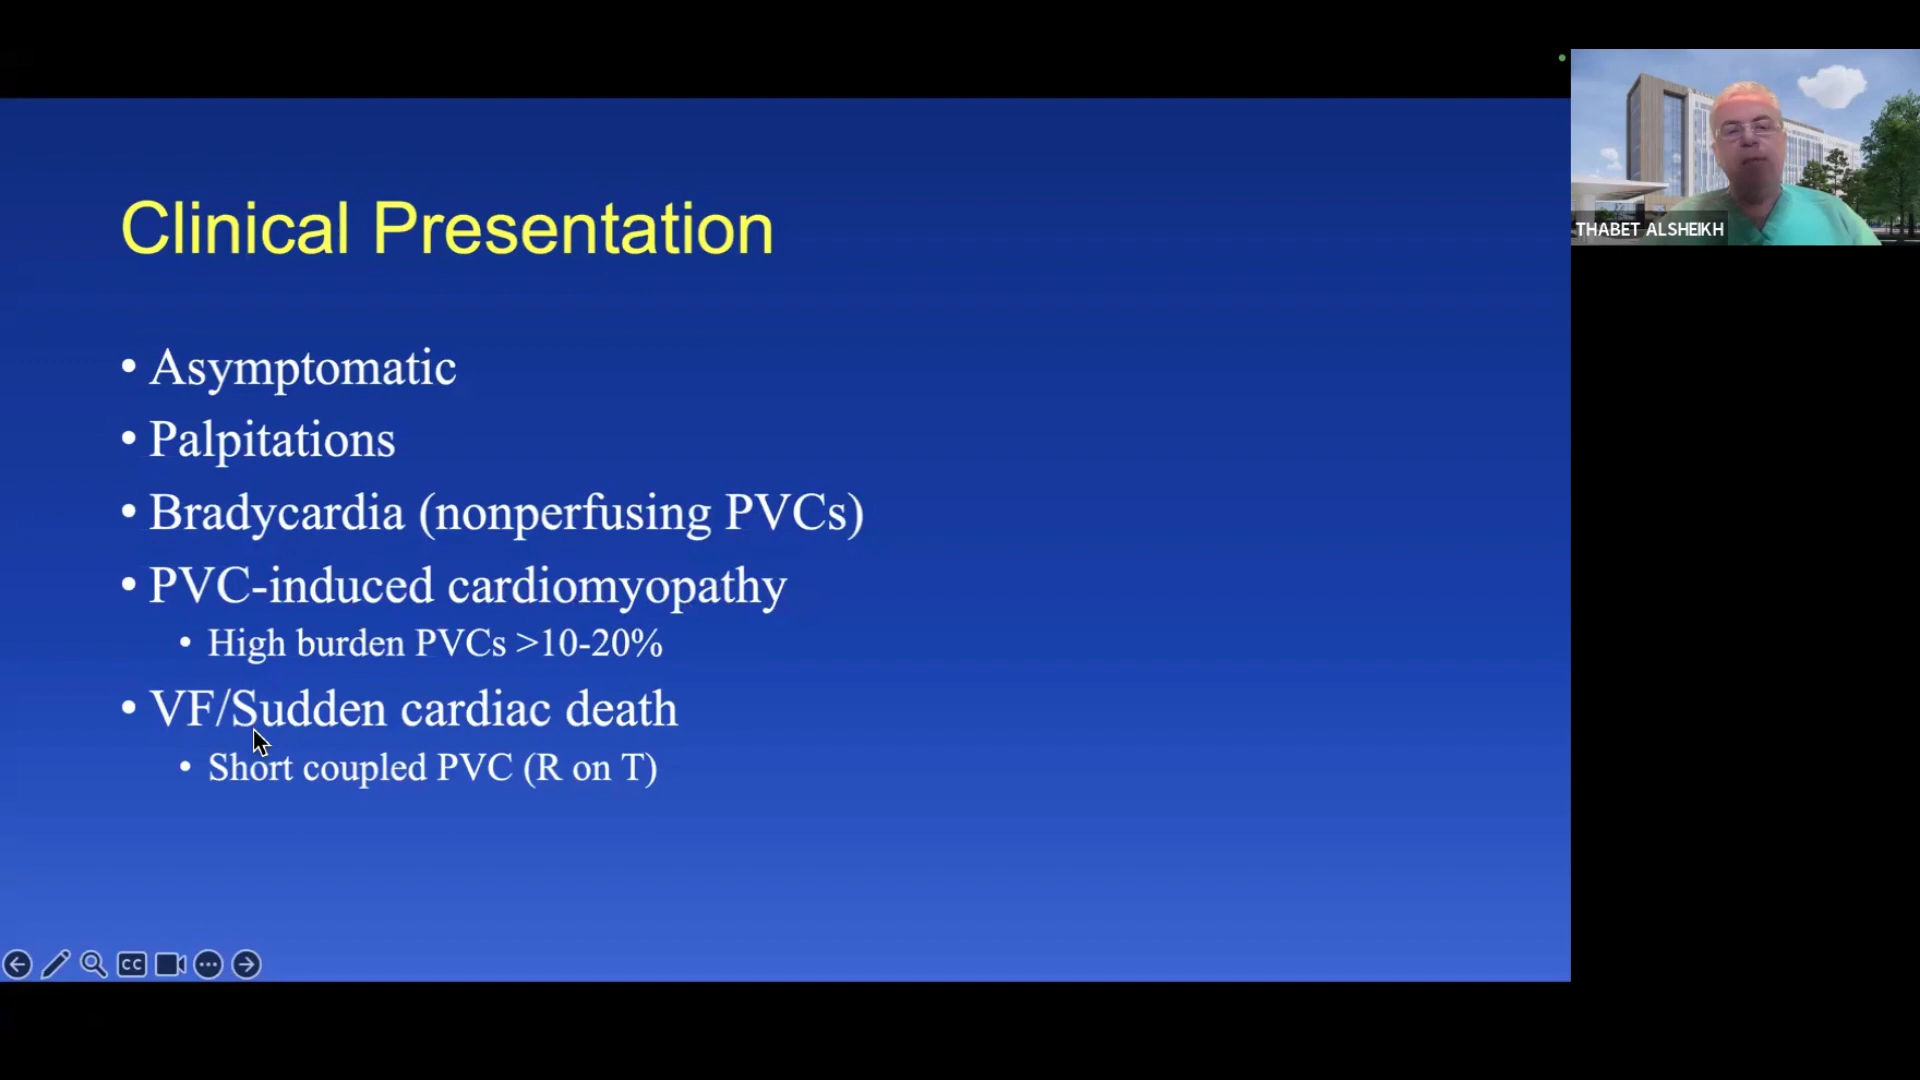 Clinical Presentation
• Asymptomatic
• Palpitations
• Bradycardia (nonperfusing PVCs)
• PVC-induced cardiomyopathy
• High burden PVCs >10-20%
• VF/Sudden cardiac death
• Short coupled PVC (R on T)
THABET ALSHEIKH
CC